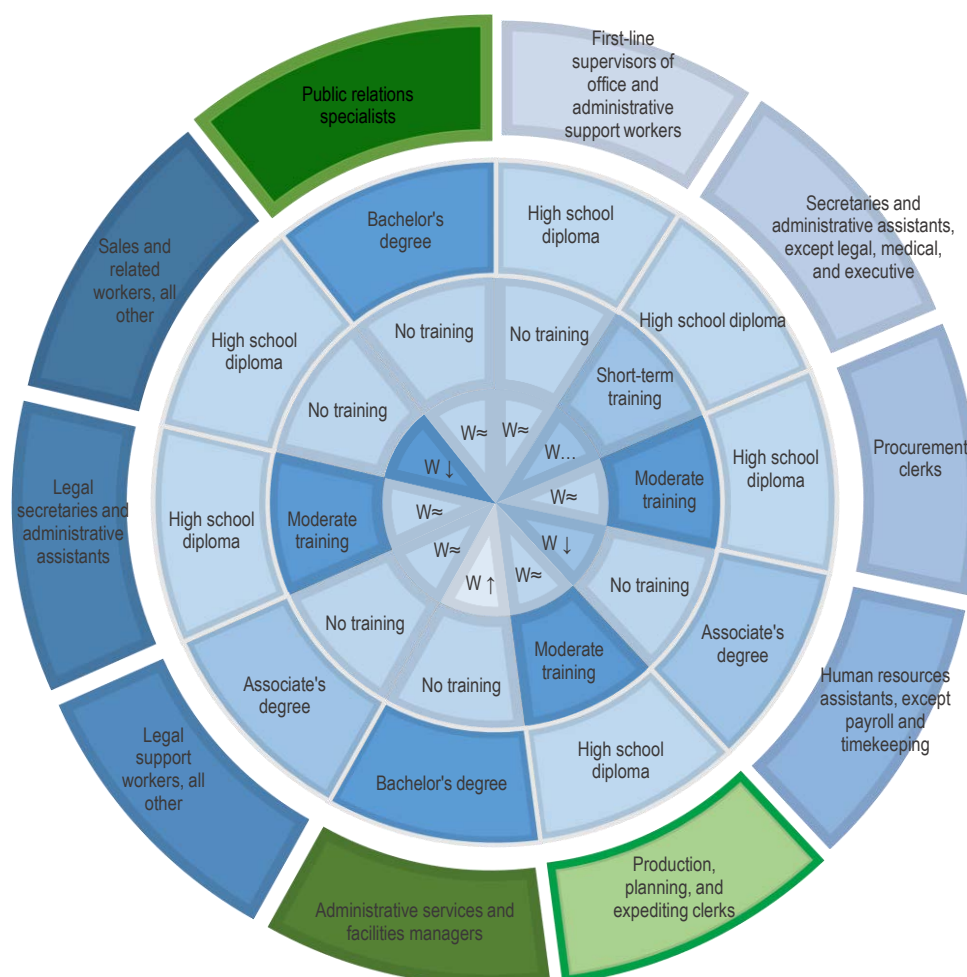 First-line
supervisors of
office and
administrative
support workers
Secretaries and
administrative assistants,
except legal, medical,
and executive
Procurement
clerks
Human resources
assistants, except
payroll and
timekeeping
Production,
planning, and
expediting clerks
Administrative services and
facilities managers
Legal
support
workers, all
other
Legal
secretaries and
administrative
assistants
Sales and
related
workers, all
other
Public relations
specialists
High school
diploma
High school diploma
High school
diploma
Associate's
degree
High school
diploma
Bachelor's degree
Associate's
degree
High school
diploma
High school
diploma
Bachelor's
degree
No training
Short-term
training
Moderate
training
No training
Moderate
training
No training
No training
Moderate
training
No training
No training
W≈
W…
W≈
W ↓
W≈
W ↑
W≈
W≈
W ↓
W≈